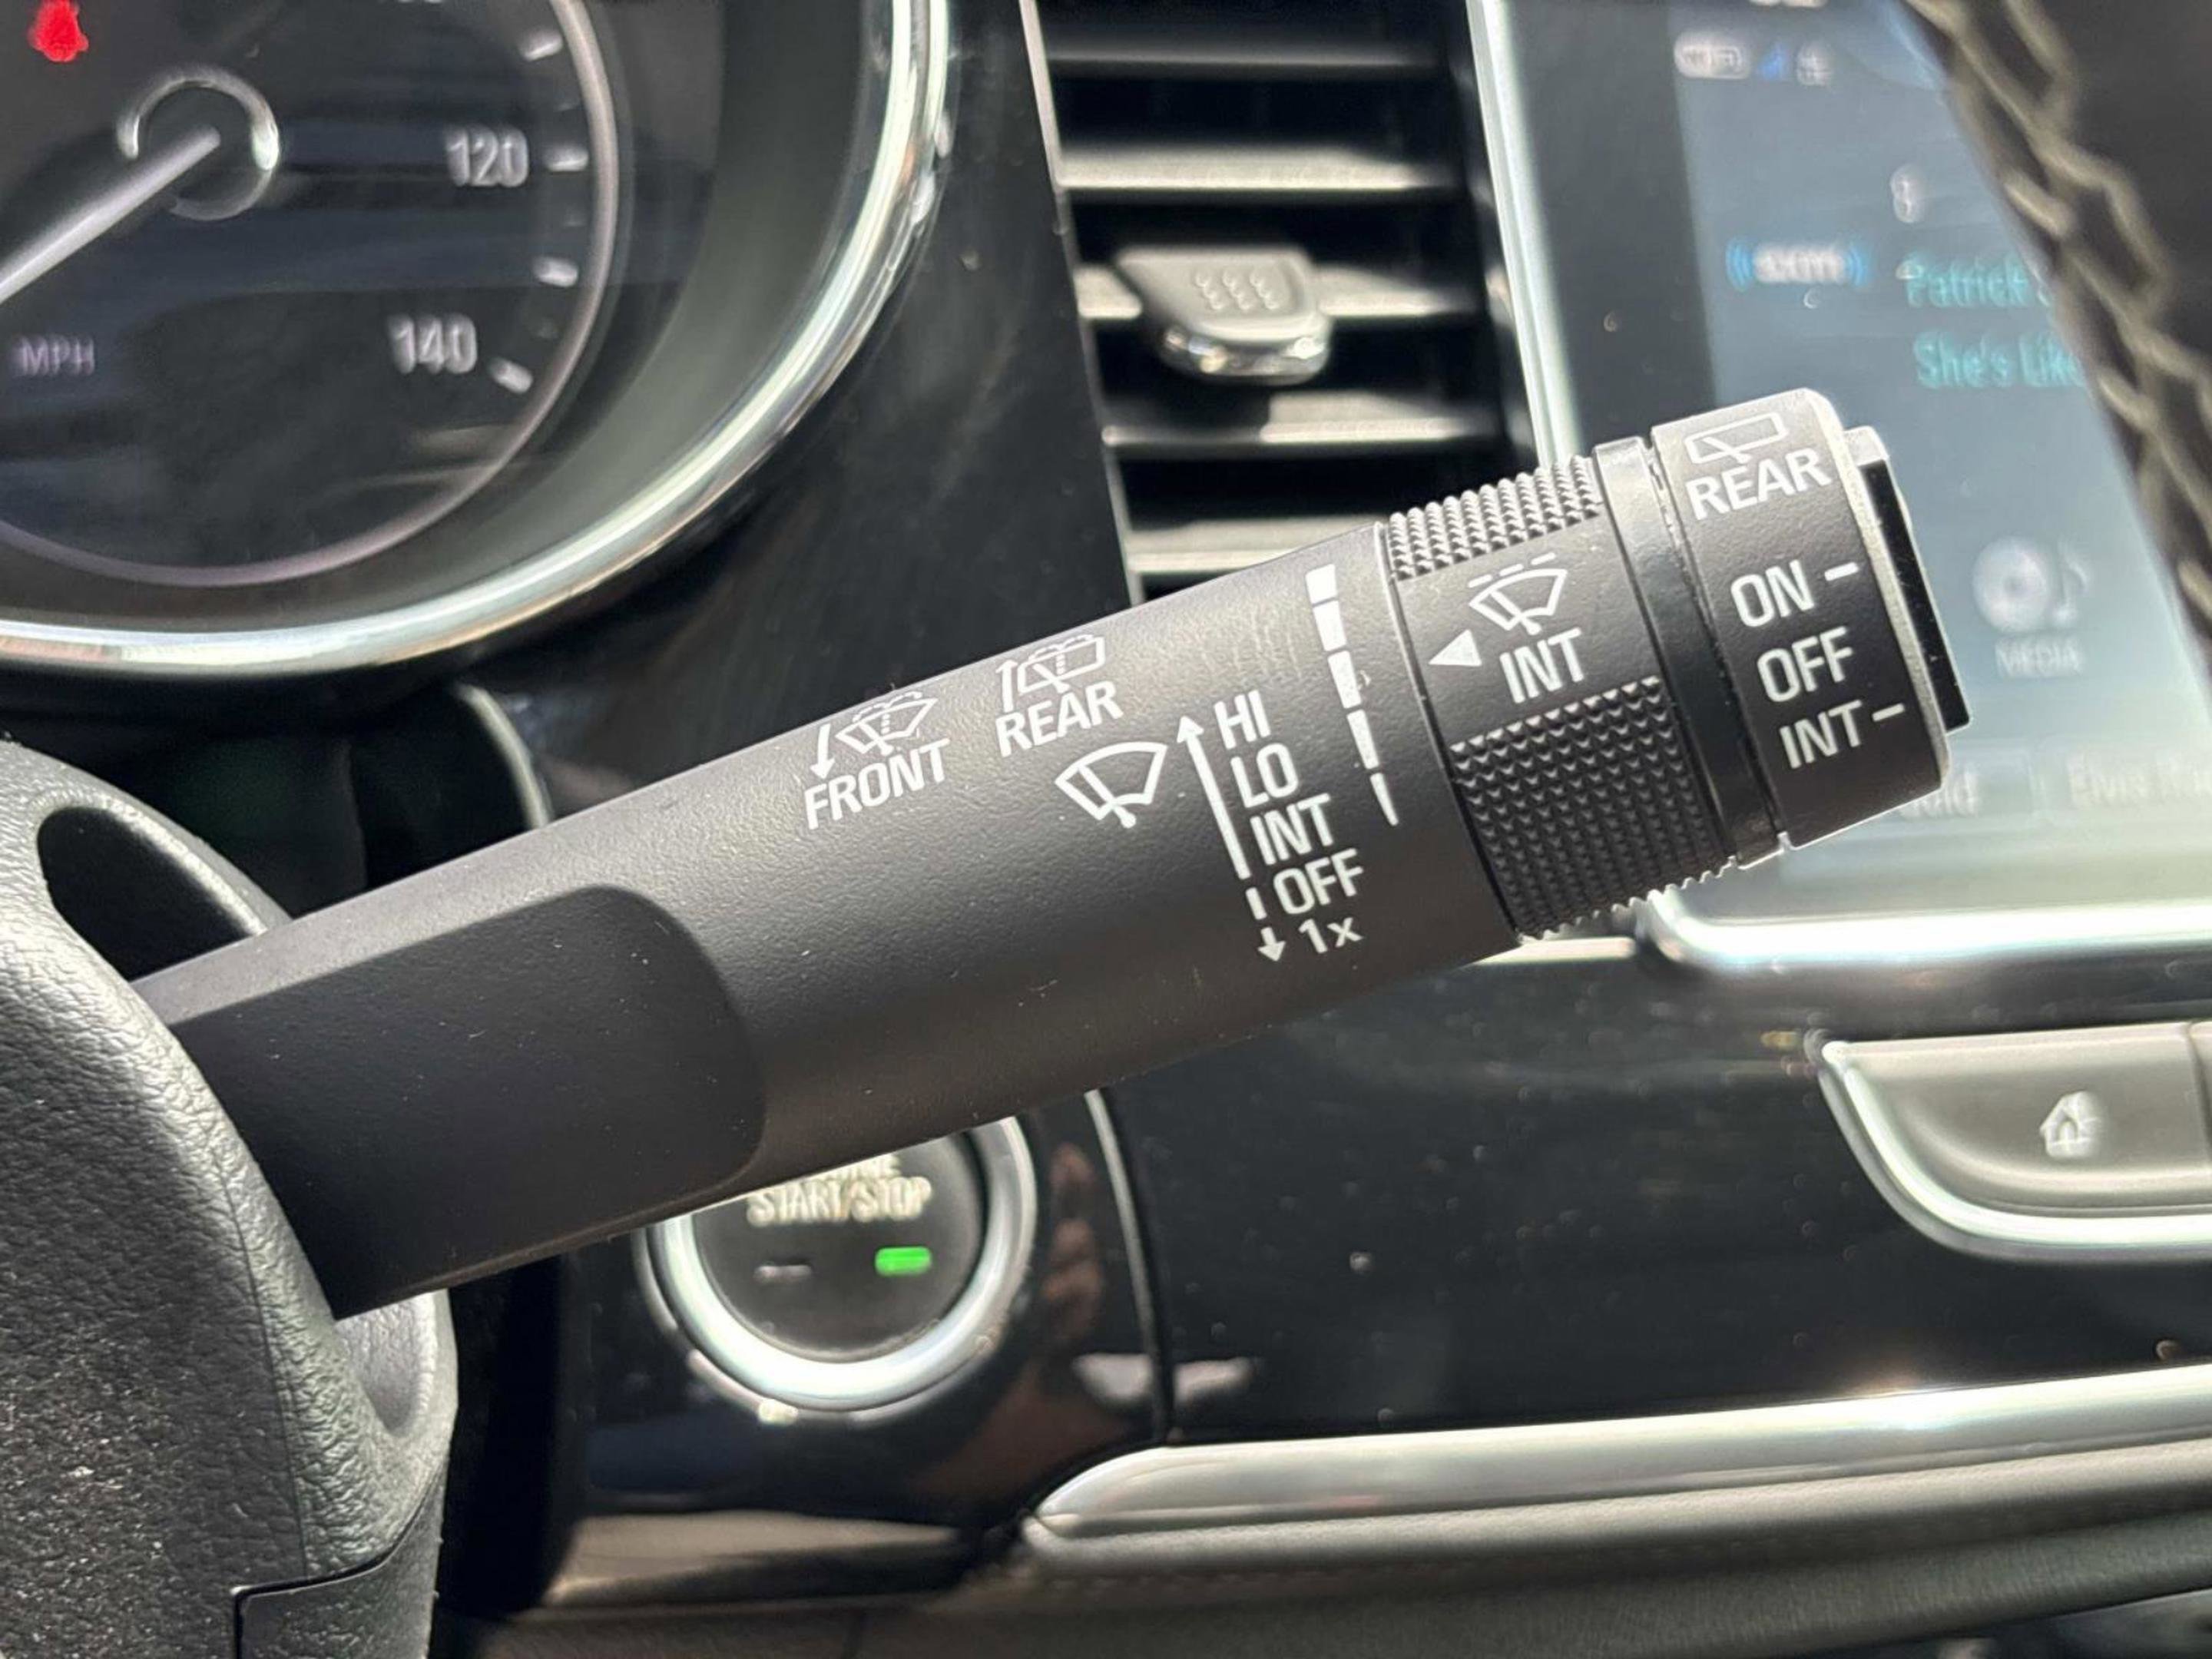 120
140
MPH
Patrick
She's Like
MEDIA
REAR
ON
OFF
INT
INT
FRONT
REAR
HI
LO
INT
OFF
1x
START/STOP